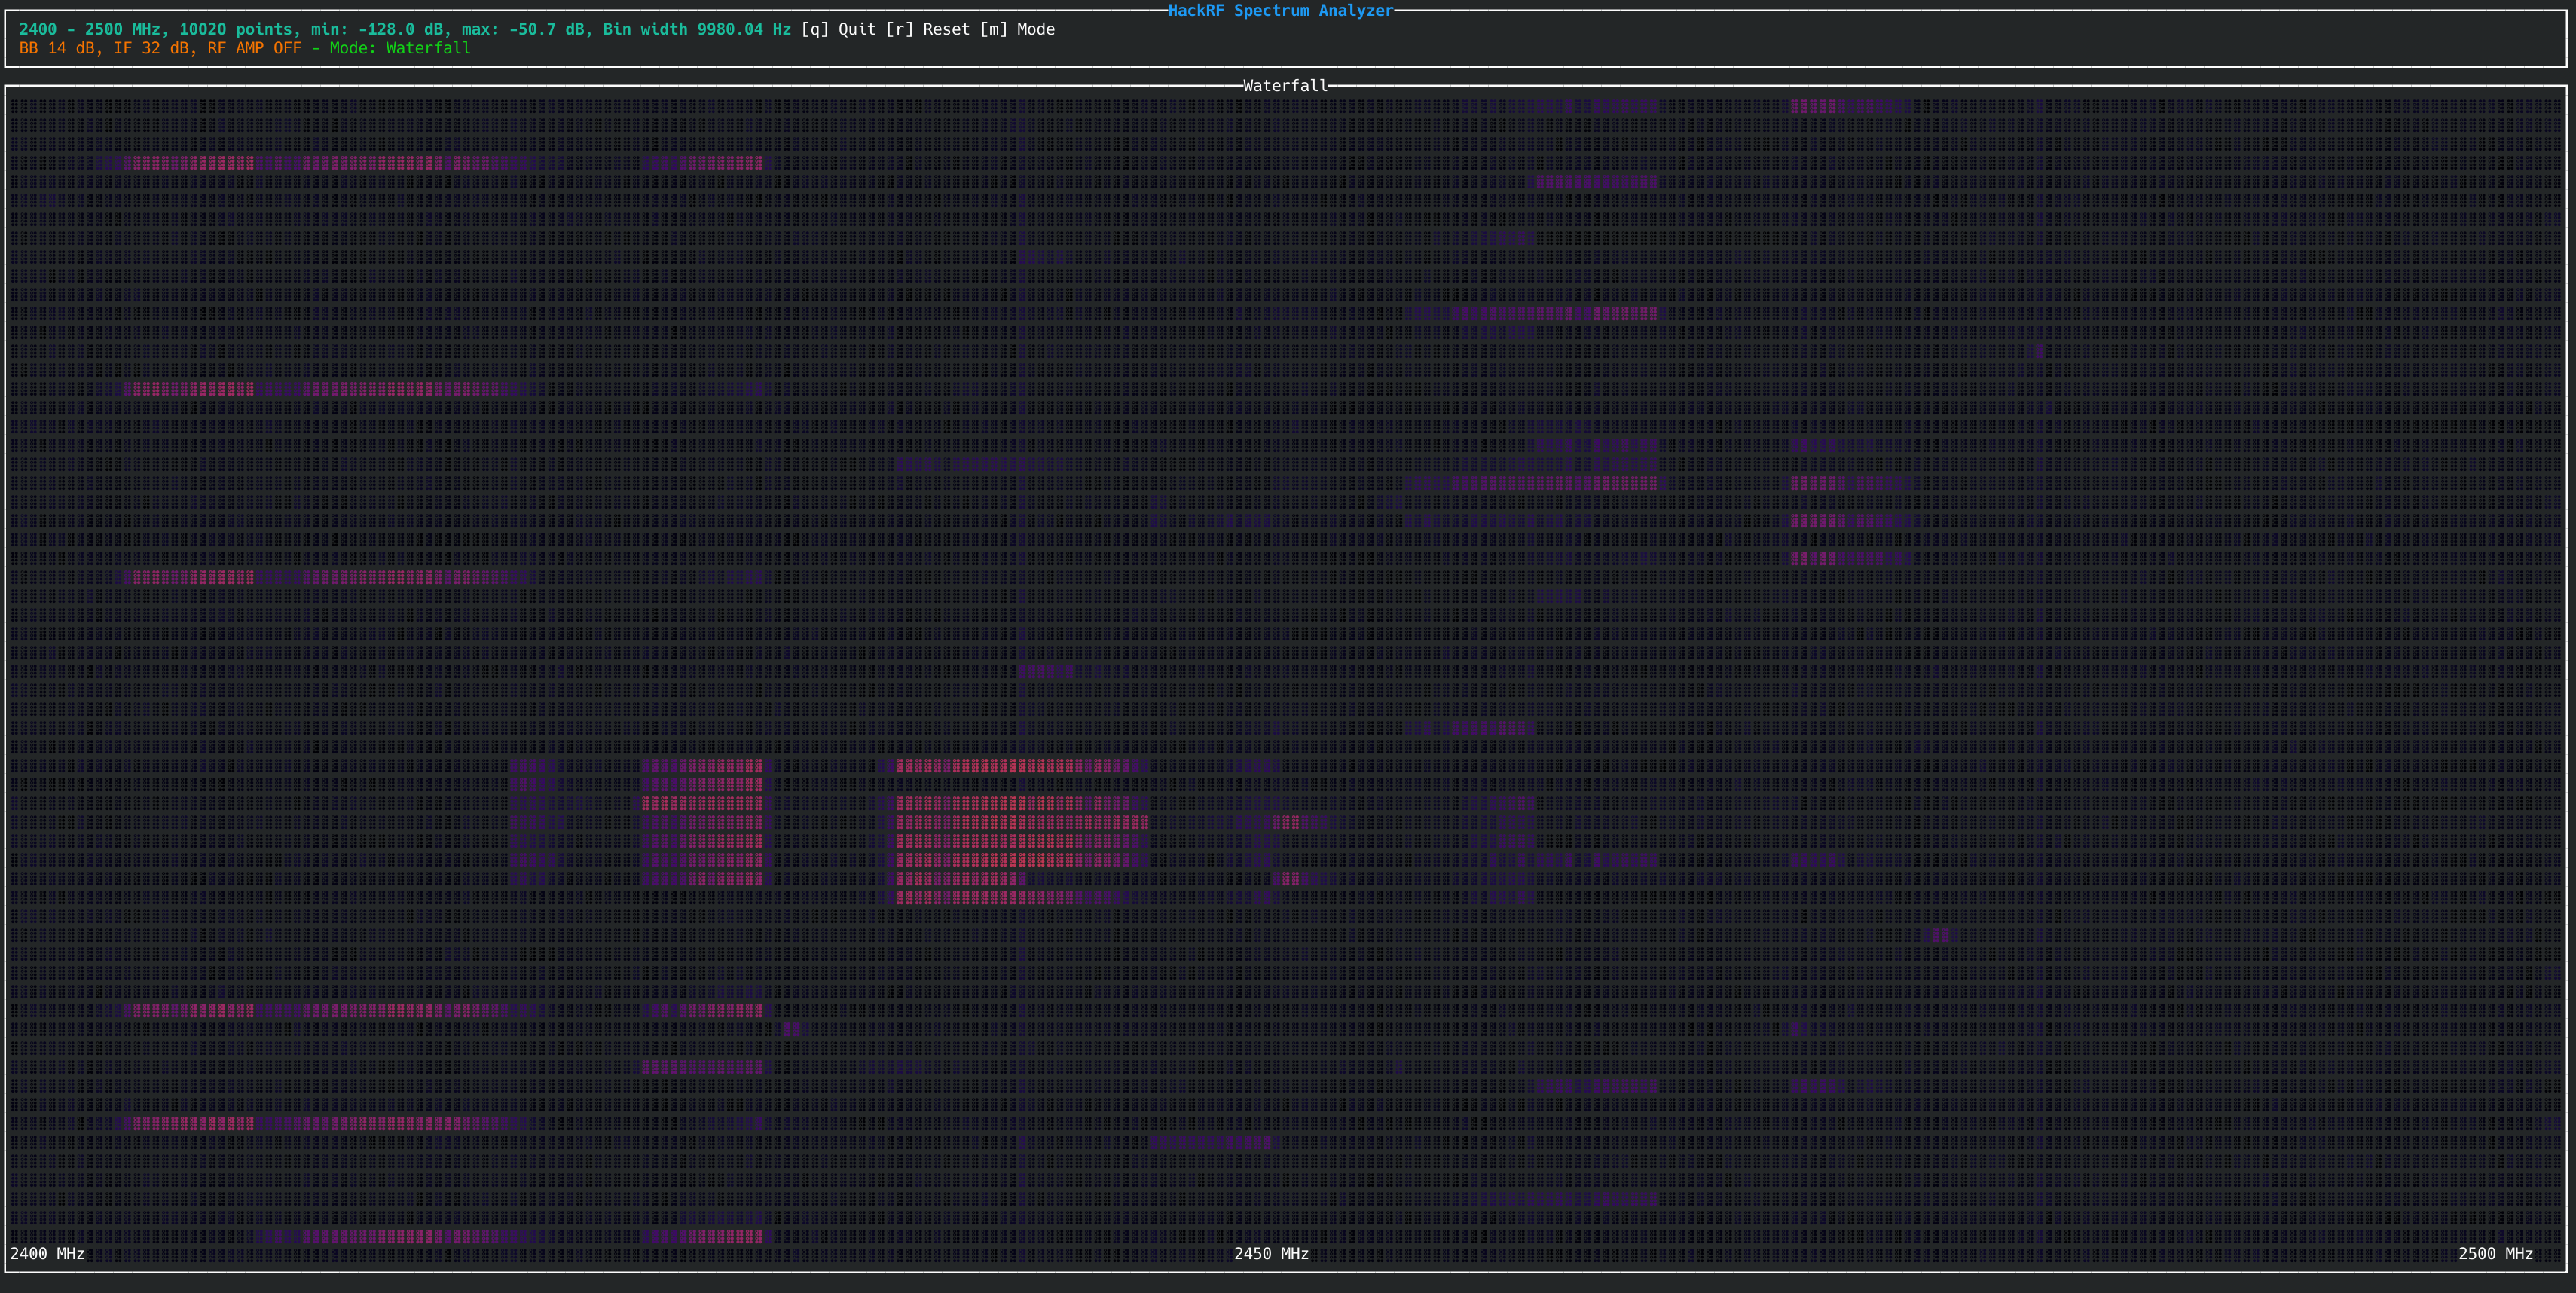 HackRF Spectrum Analyzer
2400 - 2500 MHz, 10020 points, min: -128.0 dB, max: -50.7 dB, Bin width 9980.04 Hz [q] Quit [r] Reset [m] Mode
BB 14 dB, IF 32 dB, RF AMP OFF - Mode: Waterfall
Waterfall
2400 MHz 2450 MHz 2500 MHz